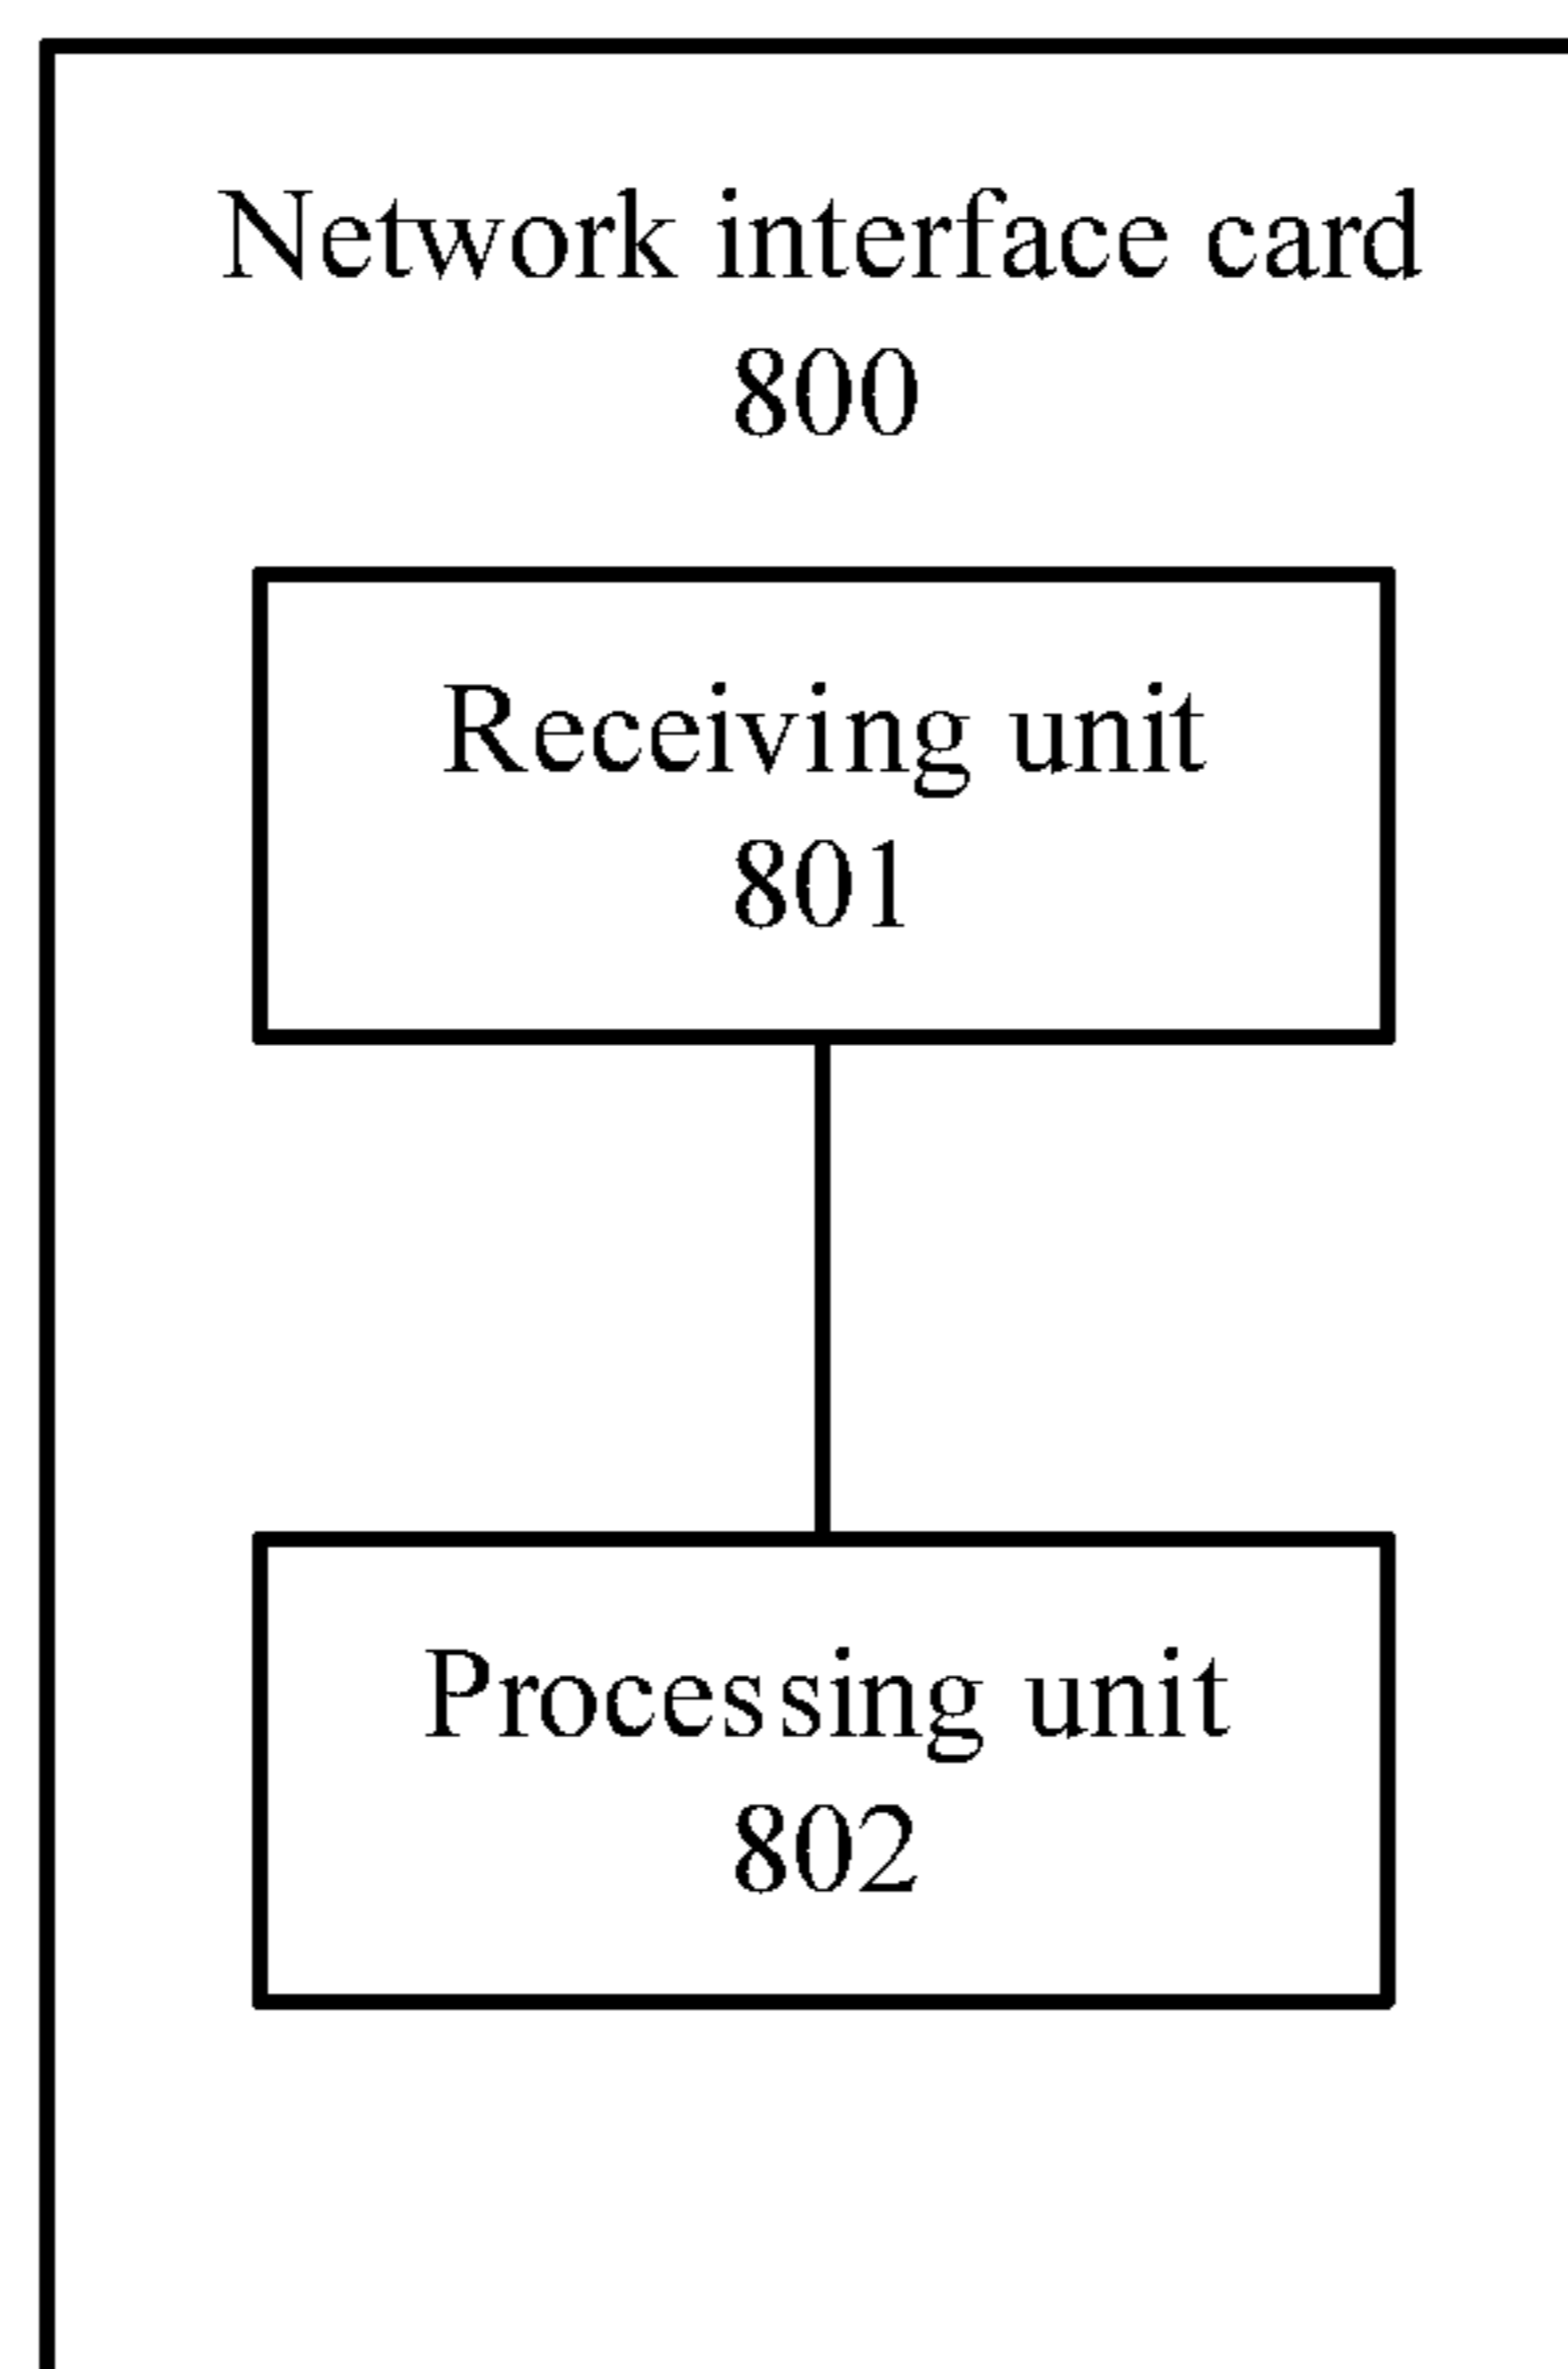 Network interface card
800
Receiving unit
801
Processing unit
802